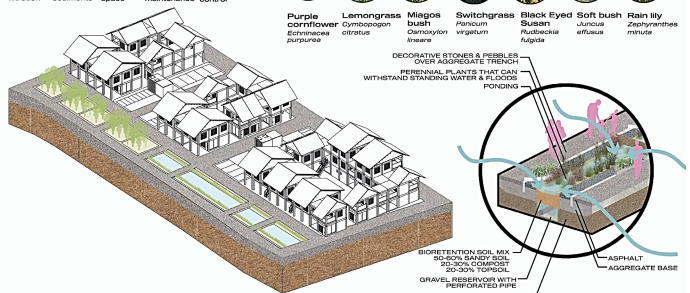 space
Purple cornflower
Echninacea purpurea
Lemongrass
Cymbopogon citratus
Miagos bush
Osmoxylon lineare
Switchgrass
Panicum virgatum
Black Eyed Susan
Rudbeckia fulgida
Soft bush
Juncus effusus
Rain lily
Zephyranthes minuta
DECORATIVE STONES & PEBBLES
OVER AGGREGATE TRENCH
PERENNIAL PLANTS THAT CAN
WITHSTAND STANDING WATER & FLOODS
PONDING
BIORETENTION SOIL MIX
50-60% SANDY SOIL
20-30% COMPOST
20-30% TOPSOIL
GRAVEL RESERVOIR WITH
PERFORATED PIPE
ASPHALT
AGGREGATE BASE